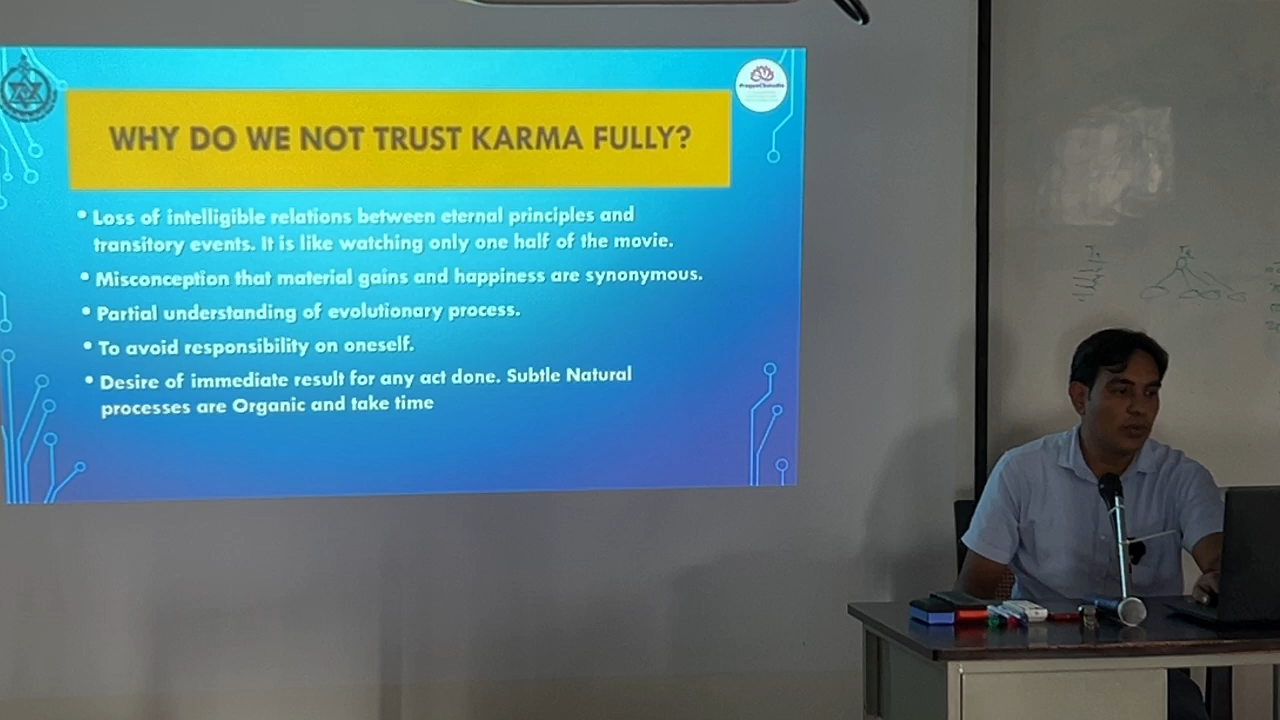 WHY DO WE NOT TRUST KARMA FULLY?
• Loss of intelligible relations between eternal principles and
transitory events. It is like watching only one half of the movie.
• Misconception that material gains and happiness are synonymous.
• Partial understanding of evolutionary process.
• To avoid responsibility on oneself.
• Desire of immediate result for any act done. Subtle Natural
processes are Organic and take time